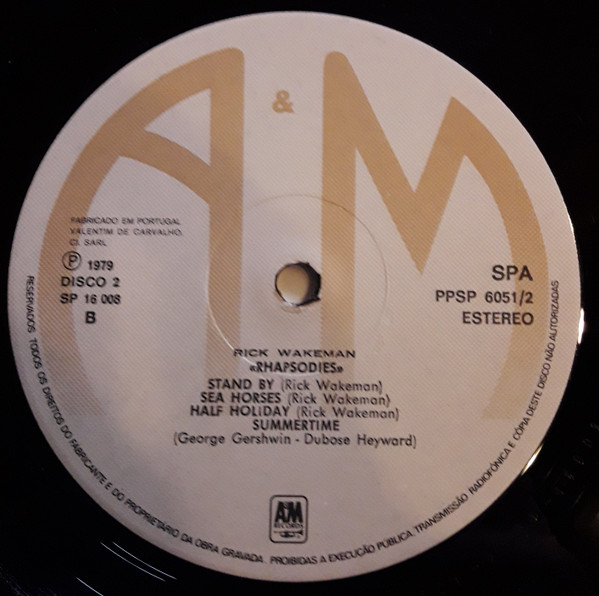 A & M
FABRICADO EM PORTUGAL
VALENTIM DE CARVALHO,
CI. SARL
Ⓟ 1979
DISCO 2
SP 16 008
B
SPA
PPSP 6051/2
ESTEREO
RICK WAKEMAN
«RHAPSODIES»
STAND BY (Rick Wakeman)
SEA HORSES (Rick Wakeman)
HALF HOLIDAY (Rick Wakeman)
SUMMERTIME
(George Gershwin - Dubose Heyward)
A&M
RECORDS
RESERVADOS TODOS OS DIREITOS DO FABRICANTE E DO PROPRIETÁRIO DA OBRA GRAVADA. PROIBIDAS A EXECUÇÃO PÚBLICA, TRANSMISSÃO RADIOFÓNICA E CÓPIA DESTE DISCO NÃO AUTORIZADAS